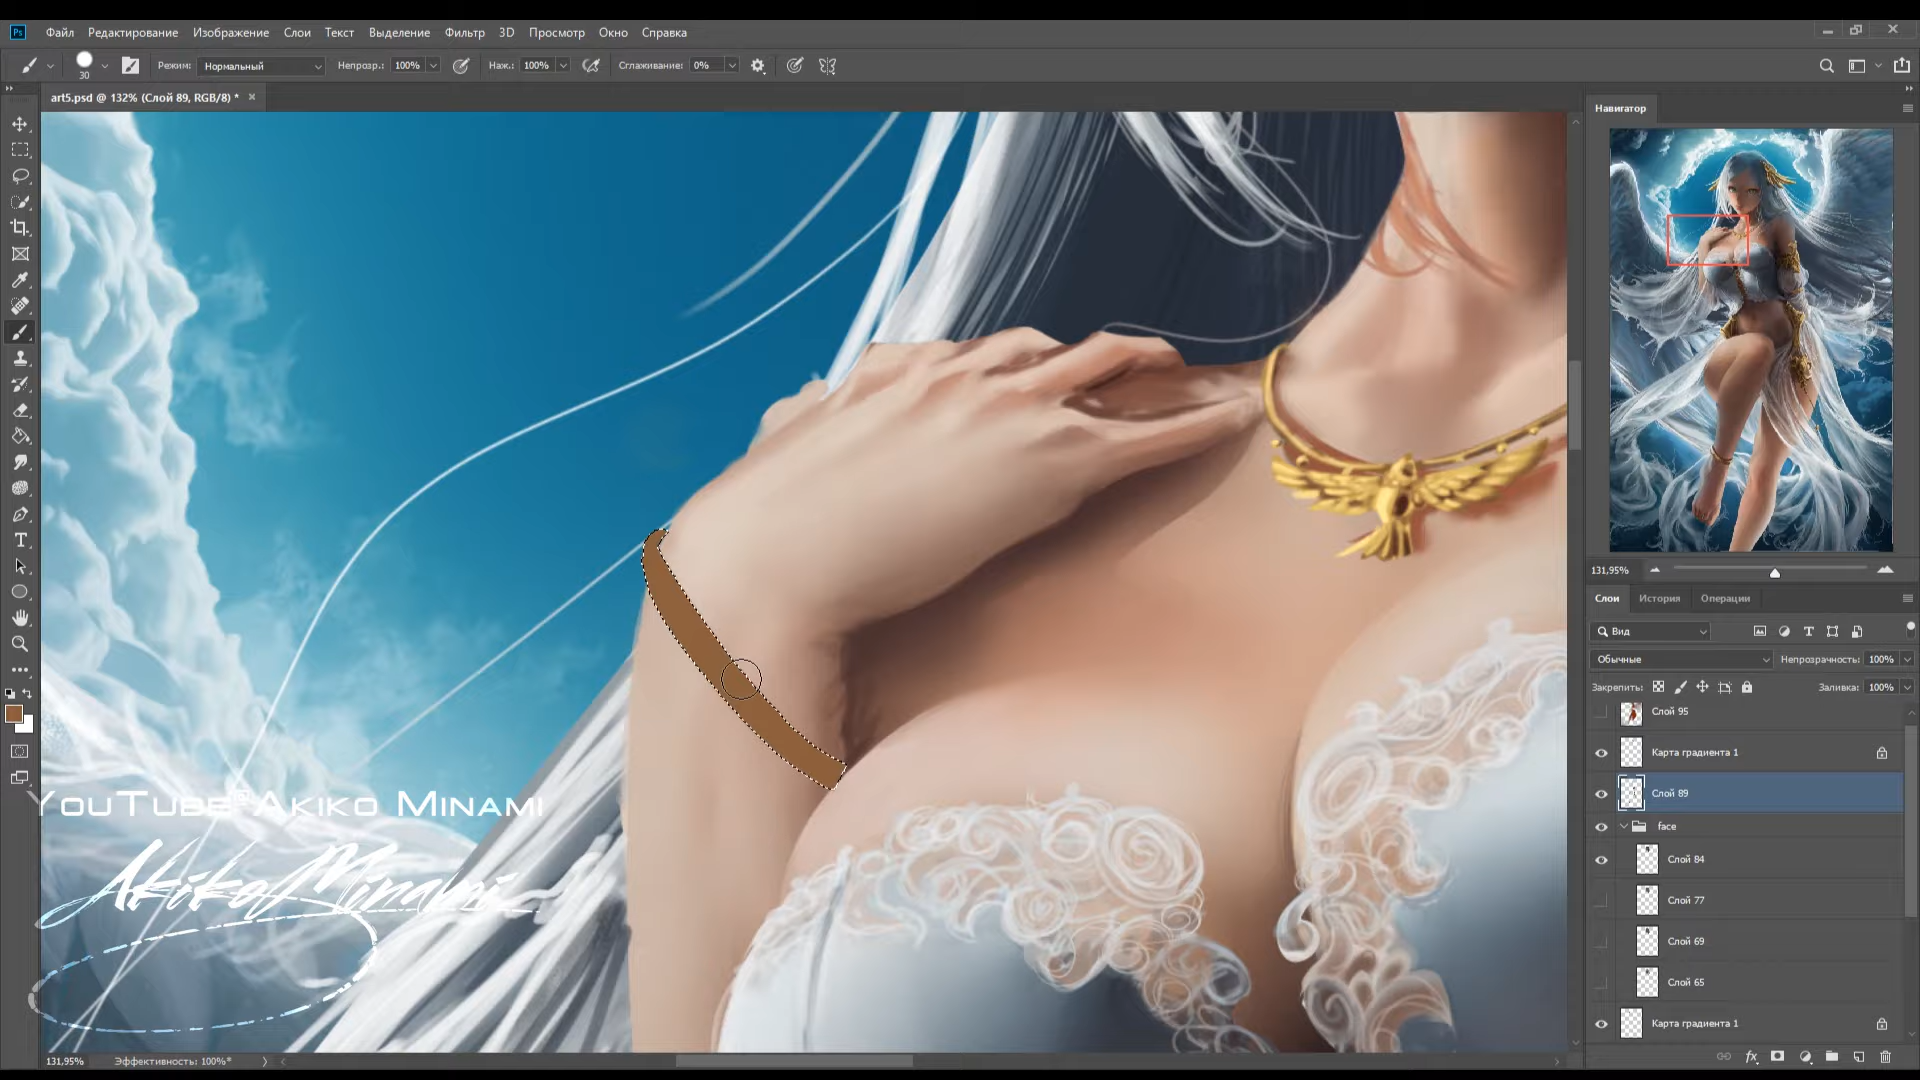 Ps Файл Редактирование Изображение Слои Текст Выделение Фильтр 3D Просмотр Окно Справка
30 Режим: Нормальный Непрозр.: 100% Наж.: 100% Сглаживание: 0%
art5.psd @ 132% (Слой 89, RGB/8) *
Навигатор
131,95%
Слои История Операции
Вид
Обычные Непрозрачность: 100%
Закрепить: Заливка: 100%
Слой 95
Карта градиента 1
Слой 89
face
Слой 84
Слой 77
Слой 69
Слой 65
Карта градиента 1
YouTube Akiko Minami
Akiko Minami
131,95% Эффективность: 100%*